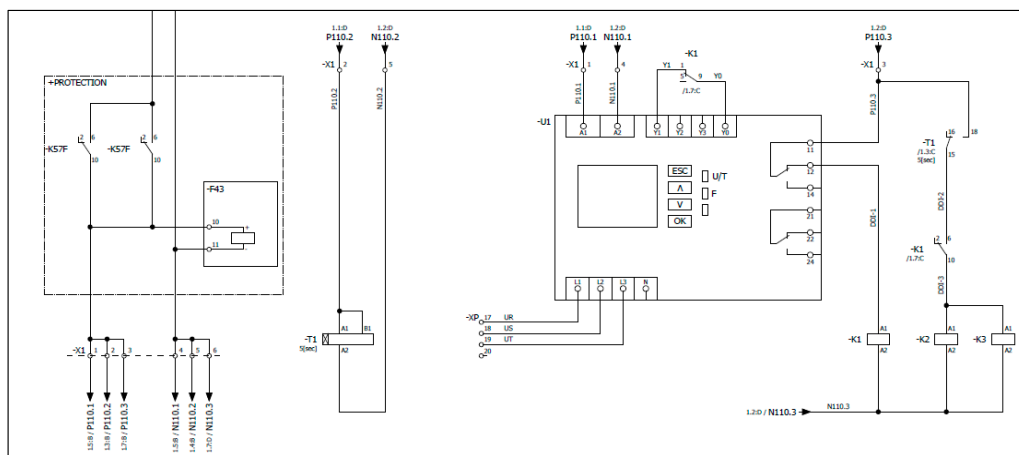 1.1:D
P110.2
1.2:D
N110.2
1.1:D
P110.1
1.2:D
N110.1
1.2:D
P110.3
-K1
-X1 2
5
-X1 1
4
Y1 1
5 9 Y0
/1.7:C
-X1 3
+PROTECTION
P110.2
N110.2
P110.1
N110.1
P110.3
-U1
A1 A2 Y1 Y2 Y3 Y0
2 6
-K57F
10
2 6
-K57F
10
11
12
14
21
22
24
ESC
Λ
V
OK
U/T
F
16 18
-T1
/1.3:C
5[sec]
15
-F43
10 +
11 -
DDI-1
DDI-2
2 6
-K1
/1.7:C
10
DDI-3
L1 L2 L3 N
-XP 17 UR
18 US
19 UT
20
A1 B1
-T1
5[sec]
A2
-X1 1 2 3 4 5 6
A1
-K1
A2
A1
-K2
A2
A1
-K3
A2
1.5:B / P110.1
1.3:B / P110.2
1.7:B / P110.3
1.5:B / N110.1
1.4:B / N110.2
1.7:D / N110.3
1.2:D / N110.3 N110.3